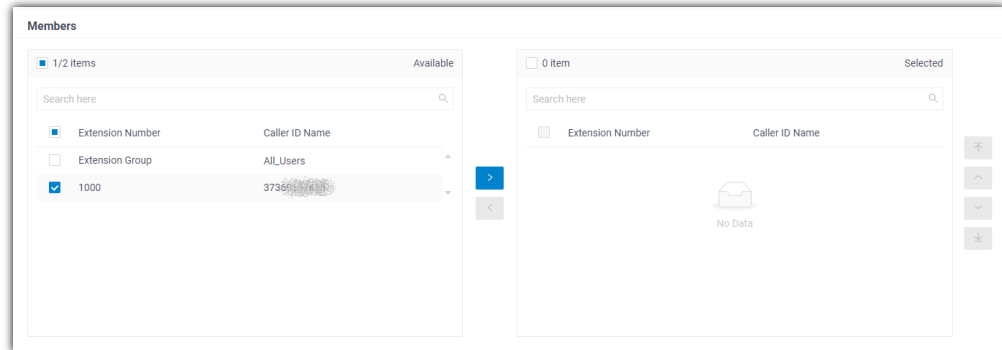 Members
1/2 items Available
Search here
Extension Number Caller ID Name
Extension Group All_Users
1000
0 item Selected
Search here
Extension Number Caller ID Name
No Data